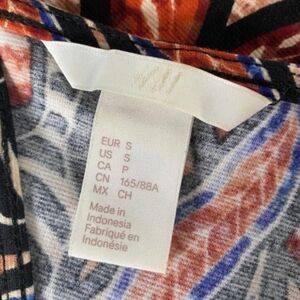 H&M
EUR S
US S
CA P
CN 165/88A
MX CH
Made in
Indonesia
Fabriqué en
Indonésie